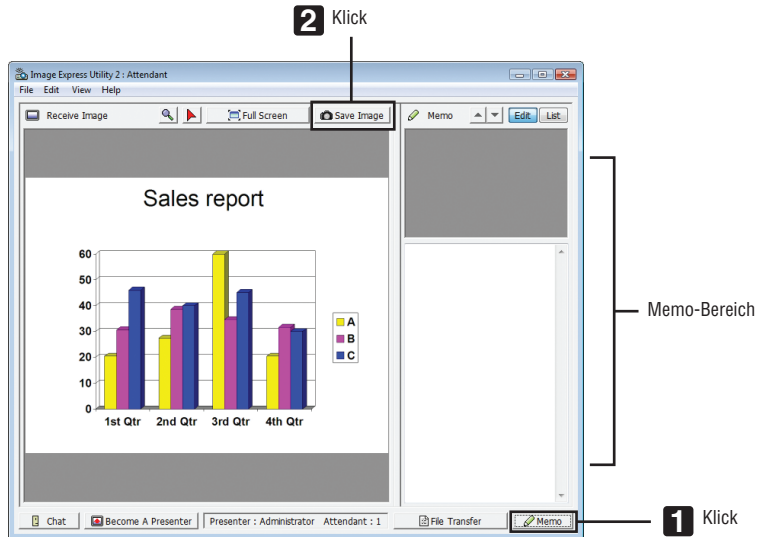 2 Klick
Image Express Utility 2 : Attendant
File Edit View Help
Receive Image
Full Screen
Save Image
Memo
Edit
List
Sales report
60
50
40
30
20
10
0
1st Qtr 2nd Qtr 3rd Qtr 4th Qtr
A
B
C
Memo-Bereich
Chat
Become A Presenter
Presenter : Administrator Attendant : 1
File Transfer
Memo
1 Klick